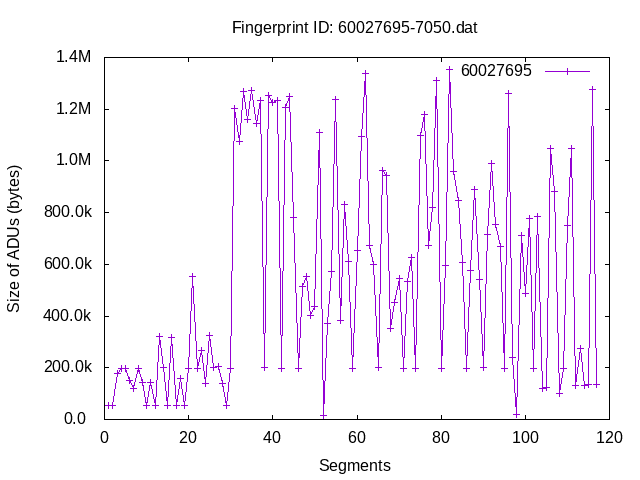 Fingerprint ID: 60027695-7050.dat
1.4M
60027695
1.2M
1.0M
800.0k
600.0k
400.0k
200.0k
0.0
Size of ADUs (bytes)
0 20 40 60 80 100 120
Segments